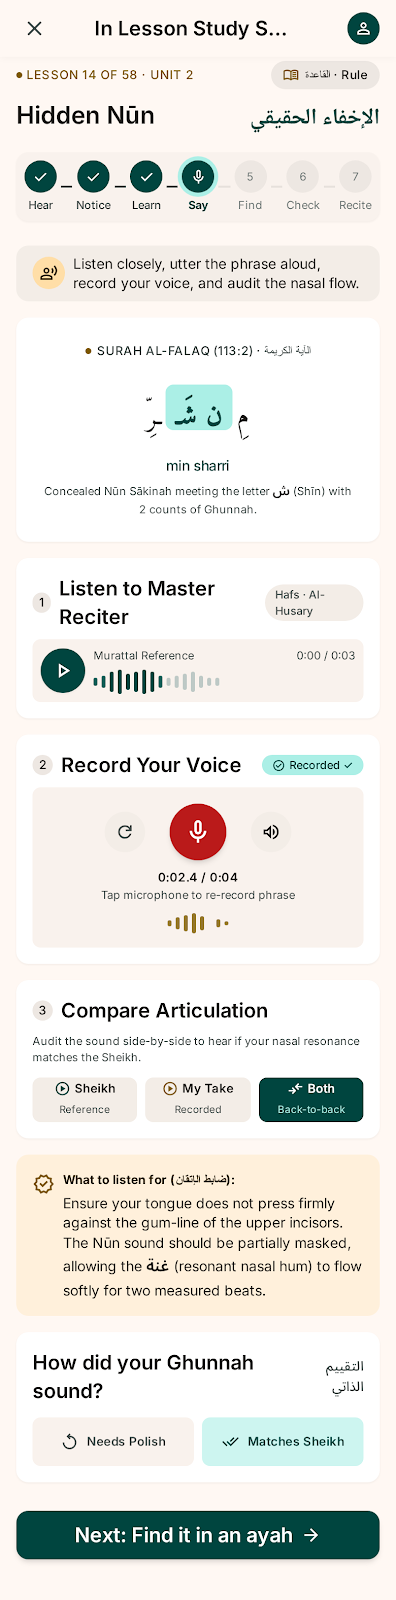 In Lesson Study S...
LESSON 14 OF 58 · UNIT 2
القاعدة · Rule
Hidden Nūn
الإخفاء الحقيقي
5
6
7
Hear
Notice
Learn
Say
Find
Check
Recite
Listen closely, utter the phrase aloud,
record your voice, and audit the nasal flow.
SURAH AL-FALAQ (113:2) · الآية الكريمة
مِ ن شَـ ـرِّ
min sharri
Concealed Nūn Sākinah meeting the letter ش (Shīn) with
2 counts of Ghunnah.
1
Listen to Master
Reciter
Hafs · Al-
Husary
Murattal Reference
0:00 / 0:03
2
Record Your Voice
Recorded ✓
0:02.4 / 0:04
Tap microphone to re-record phrase
3
Compare Articulation
Audit the sound side-by-side to hear if your nasal resonance
matches the Sheikh.
Sheikh
Reference
My Take
Recorded
Both
Back-to-back
What to listen for (ضابط الإتقان):
Ensure your tongue does not press firmly
against the gum-line of the upper incisors.
The Nūn sound should be partially masked,
allowing the غنة (resonant nasal hum) to flow
softly for two measured beats.
How did your Ghunnah
sound?
التقييم
الذاتي
Needs Polish
Matches Sheikh
Next: Find it in an ayah →